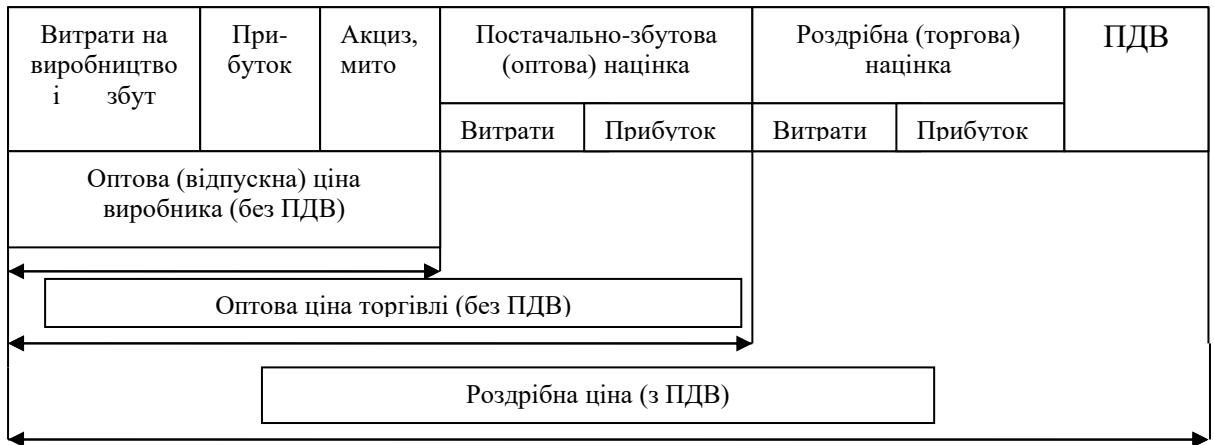 Витрати на
виробництво
і збут
При-
буток
Акциз,
мито
Постачально-збутова
(оптова) націнка
Роздрібна (торгова)
націнка
ПДВ
Витрати
Прибуток
Витрати
Прибуток
Оптова (відпускна) ціна
виробника (без ПДВ)
Оптова ціна торгівлі (без ПДВ)
Роздрібна ціна (з ПДВ)